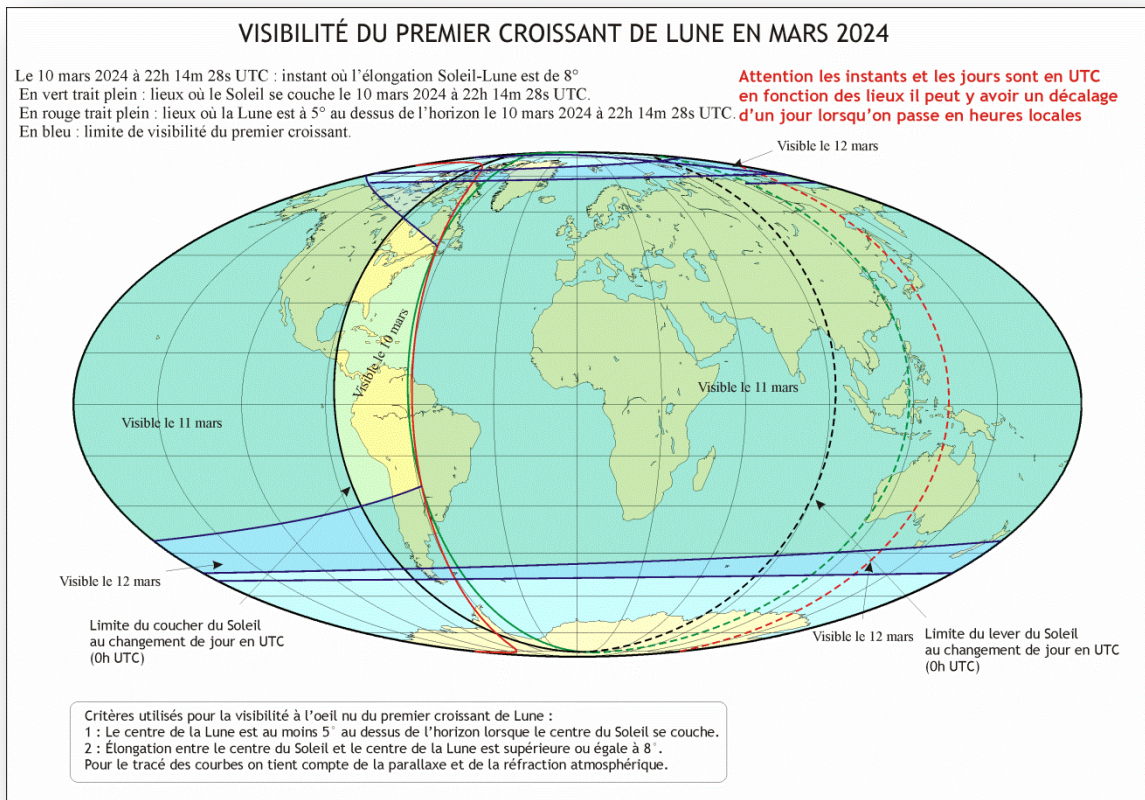 VISIBILITÉ DU PREMIER CROISSANT DE LUNE EN MARS 2024
Le 10 mars 2024 à 22h 14m 28s UTC : instant où l'élongation Soleil-Lune est de 8°
En vert trait plein : lieux où le Soleil se couche le 10 mars 2024 à 22h 14m 28s UTC.
En rouge trait plein : lieux où la Lune est à 5° au dessus de l'horizon le 10 mars 2024 à 22h 14m 28s UTC.
En bleu : limite de visibilité du premier croissant.
Attention les instants et les jours sont en UTC
en fonction des lieux il peut y avoir un décalage
d'un jour lorsqu'on passe en heures locales
Visible le 12 mars
Visible le 10 mars
Visible le 11 mars
Visible le 11 mars
Visible le 12 mars
Limite du coucher du Soleil
au changement de jour en UTC
(0h UTC)
Visible le 12 mars
Limite du lever du Soleil
au changement de jour en UTC
(0h UTC)
Critères utilisés pour la visibilité à l'oeil nu du premier croissant de Lune :
1 : Le centre de la Lune est au moins 5° au dessus de l'horizon lorsque le centre du Soleil se couche.
2 : Élongation entre le centre du Soleil et le centre de la Lune est supérieure ou égale à 8°.
Pour le tracé des courbes on tient compte de la parallaxe et de la réfraction atmosphérique.